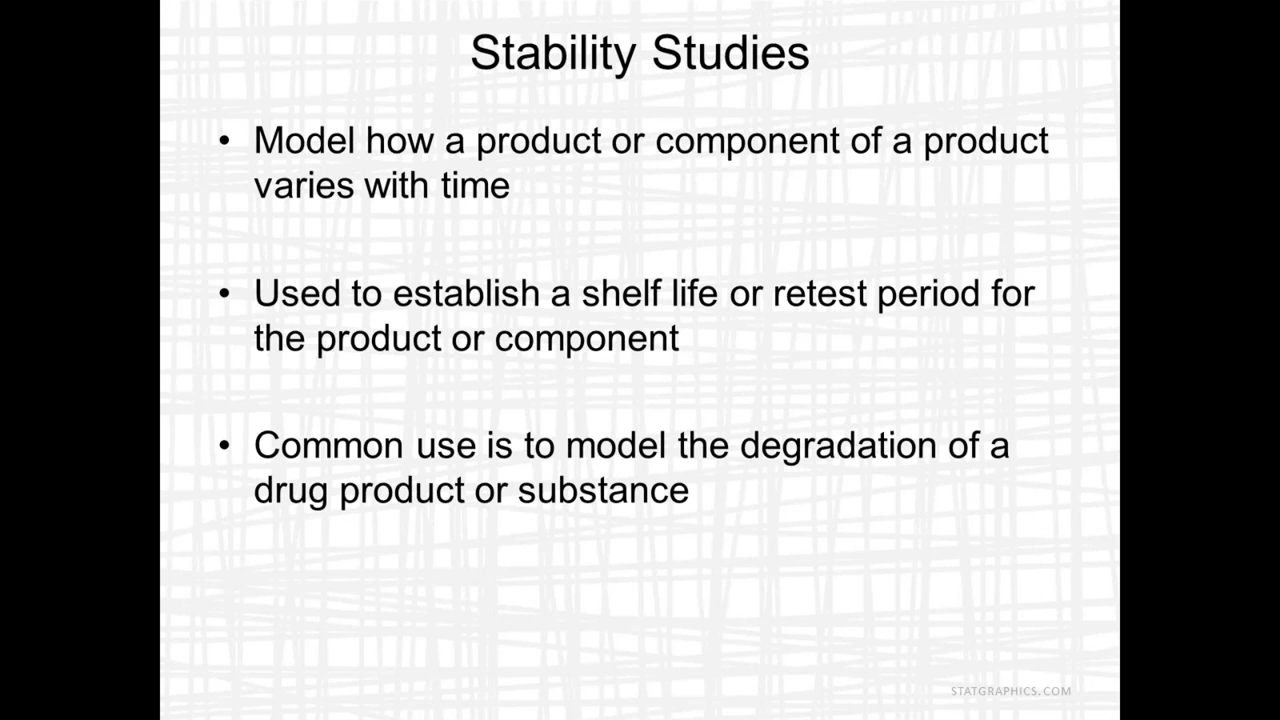 Stability Studies
• Model how a product or component of a product
varies with time
• Used to establish a shelf life or retest period for
the product or component
• Common use is to model the degradation of a
drug product or substance
STATGRAPHICS.COM